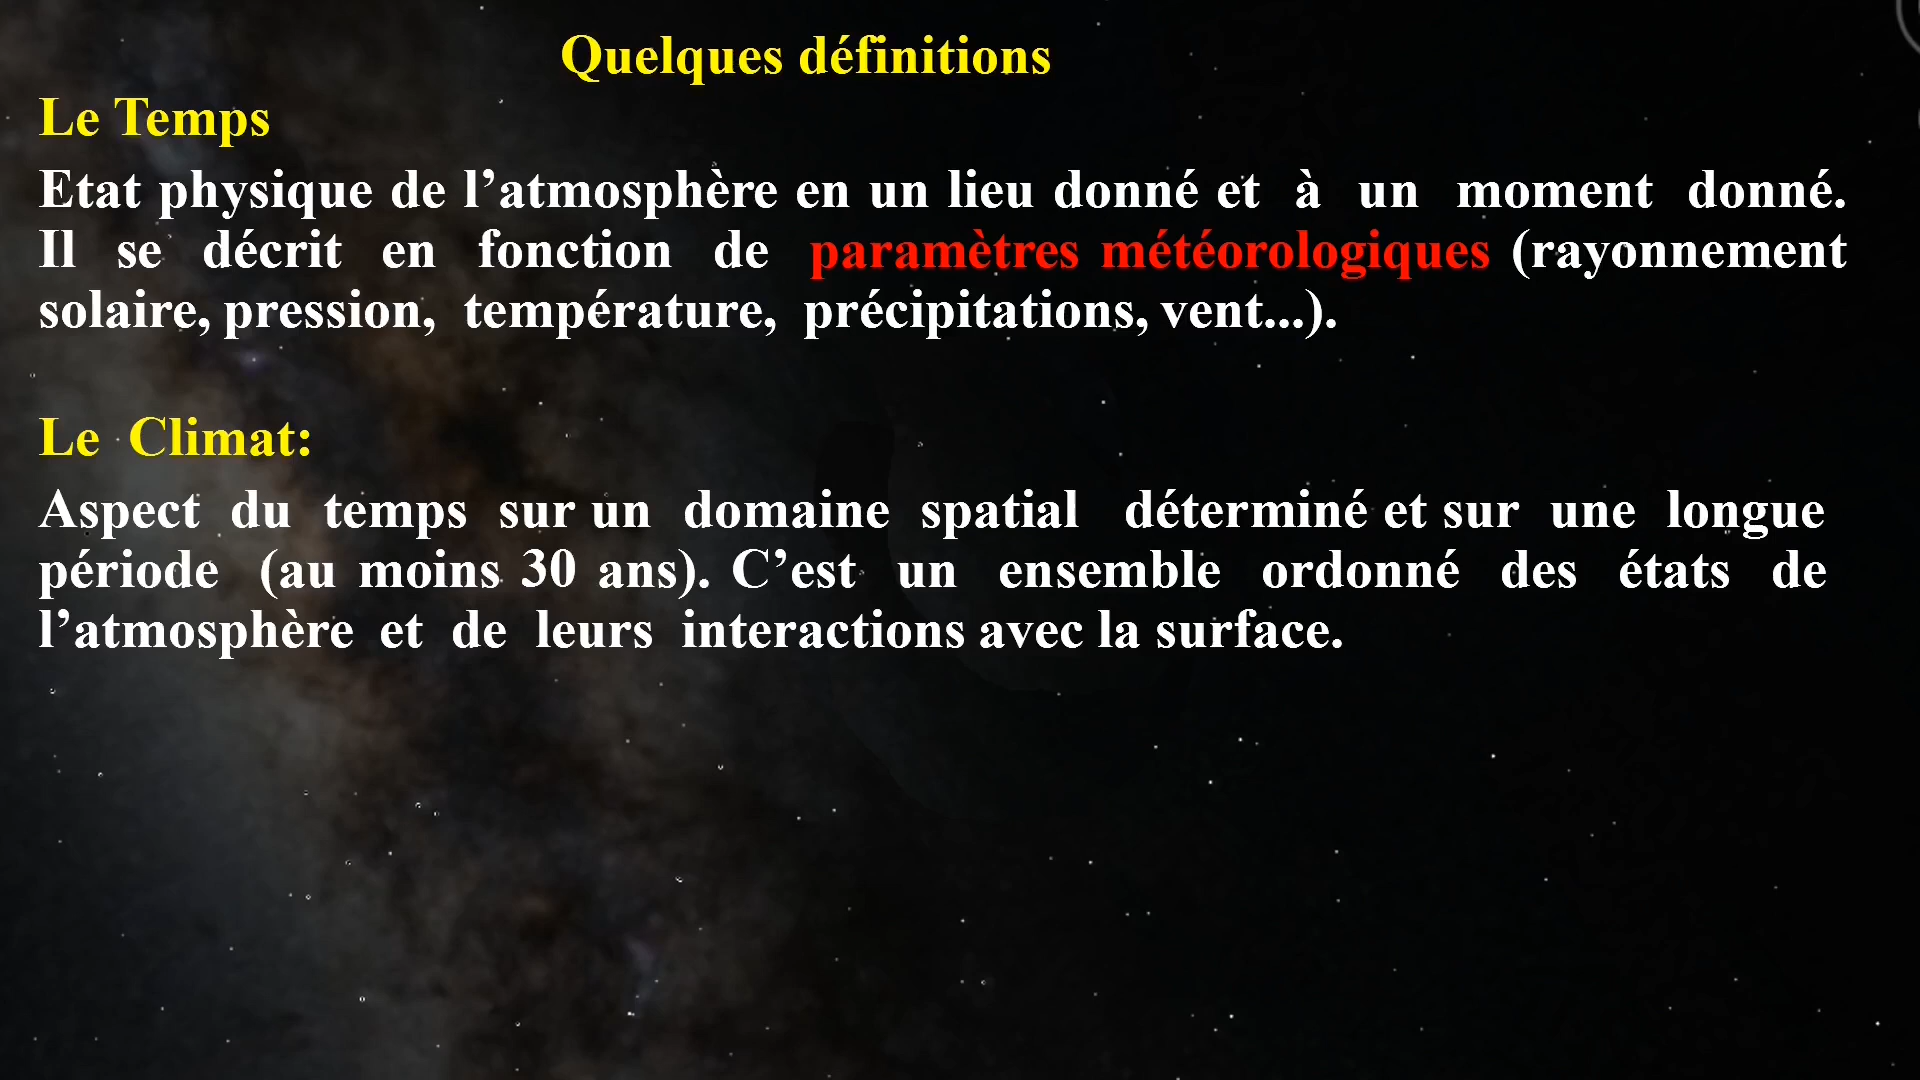 Quelques définitions
Le Temps
Etat physique de l’atmosphère en un lieu donné et à un moment donné.
Il se décrit en fonction de paramètres météorologiques (rayonnement
solaire, pression, température, précipitations, vent...).
Le Climat:
Aspect du temps sur un domaine spatial déterminé et sur une longue
période (au moins 30 ans). C’est un ensemble ordonné des états de
l’atmosphère et de leurs interactions avec la surface.